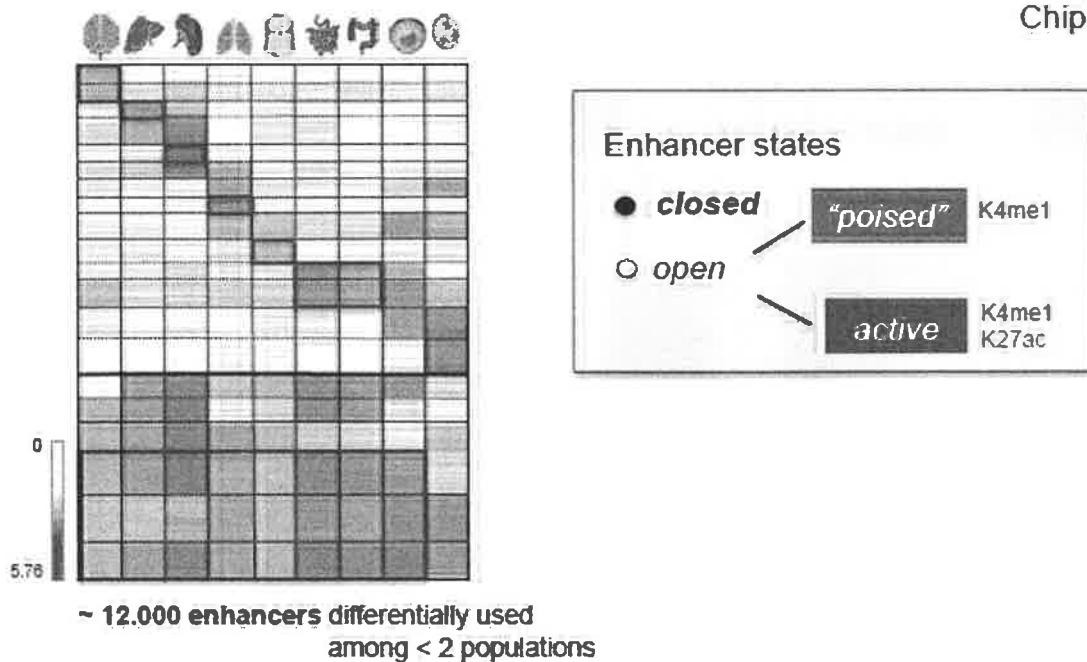 Chip
Enhancer states
closed
"poised"
K4me1
open
active
K4me1
K27ac
0
5.76
~ 12.000 enhancers differentially used
among < 2 populations